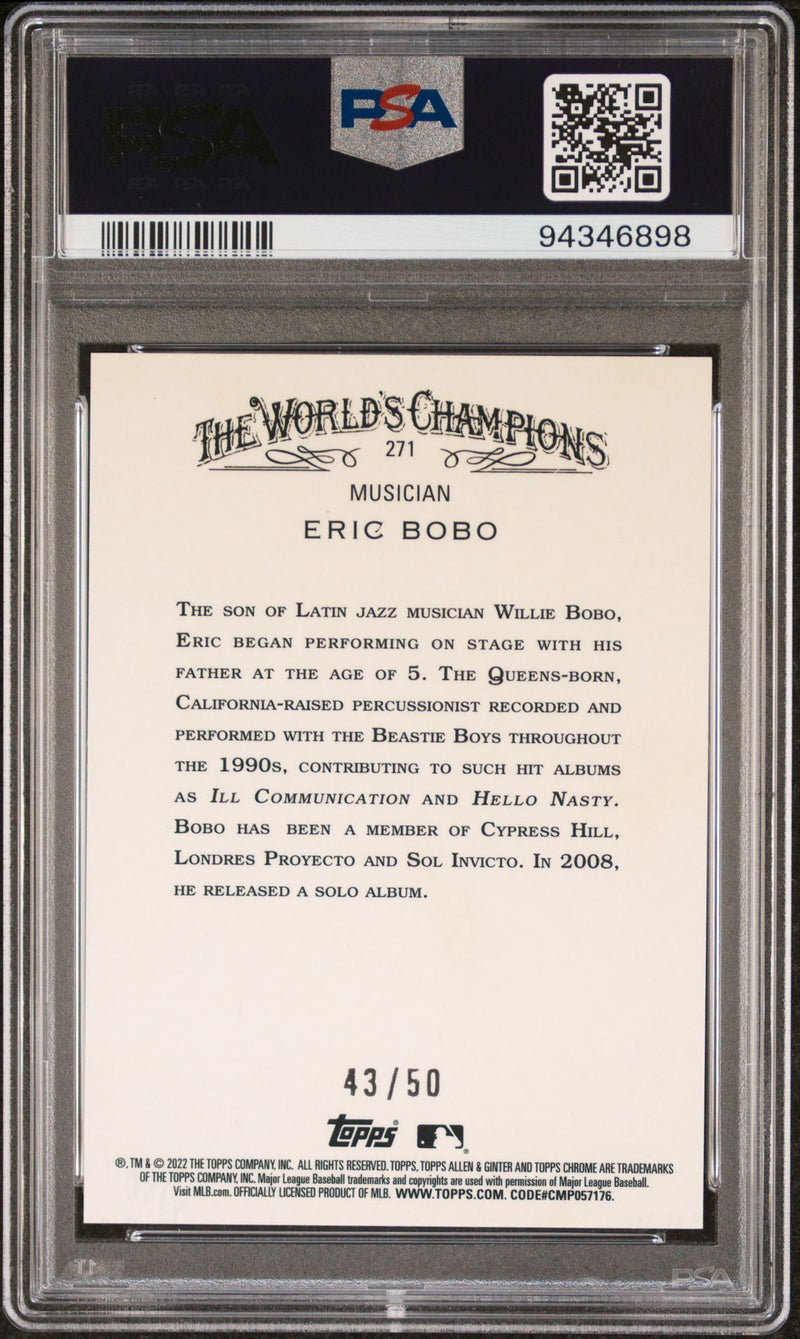 PSA
PSA
94346898
THE WORLD'S CHAMPIONS
271
MUSICIAN
ERIC BOBO
THE SON OF LATIN JAZZ MUSICIAN WILLIE BOBO,
ERIC BEGAN PERFORMING ON STAGE WITH HIS
FATHER AT THE AGE OF 5. THE QUEENS-BORN,
CALIFORNIA-RAISED PERCUSSIONIST RECORDED AND
PERFORMED WITH THE BEASTIE BOYS THROUGHOUT
THE 1990S, CONTRIBUTING TO SUCH HIT ALBUMS
AS ILL COMMUNICATION AND HELLO NASTY.
BOBO HAS BEEN A MEMBER OF CYPRESS HILL,
LONDRES PROYECTO AND SOL INVICTO. IN 2008,
HE RELEASED A SOLO ALBUM.
43/50
Topps ®
®, TM & © 2022 THE TOPPS COMPANY, INC. ALL RIGHTS RESERVED. TOPPS, TOPPS ALLEN & GINTER AND TOPPS CHROME ARE TRADEMARKS
OF THE TOPPS COMPANY, INC. Major League Baseball trademarks and copyrights are used with permission of Major League Baseball.
Visit MLB.com. OFFICIALLY LICENSED PRODUCT OF MLB. WWW.TOPPS.COM. CODE#CMP057176.
PSA